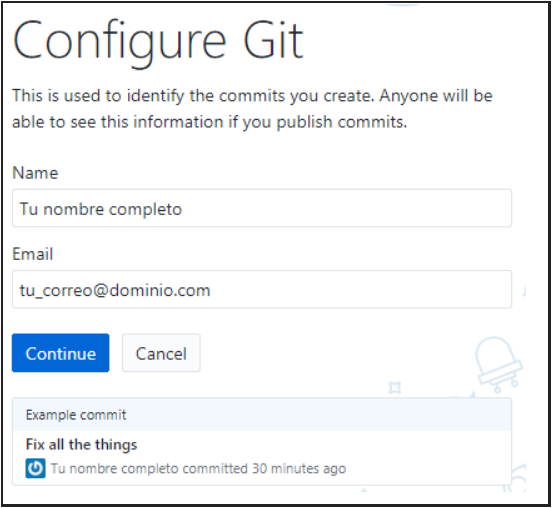 Configure Git
This is used to identify the commits you create. Anyone will be
able to see this information if you publish commits.
Name
Tu nombre completo
Email
tu_correo@dominio.com
Continue Cancel
Example commit
Fix all the things
Tu nombre completo committed 30 minutes ago